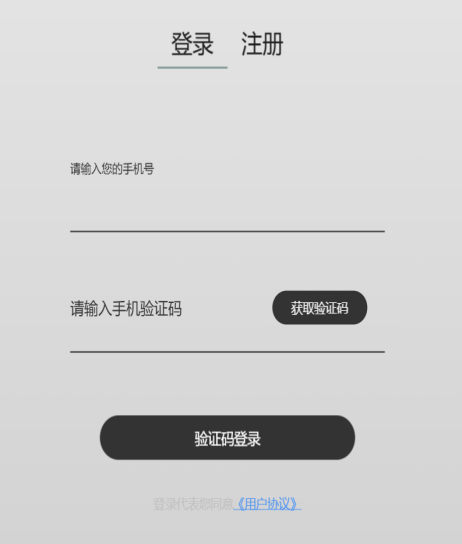 登录 注册
请输入您的手机号
请输入手机验证码 获取验证码
验证码登录
登录代表您同意《用户协议》